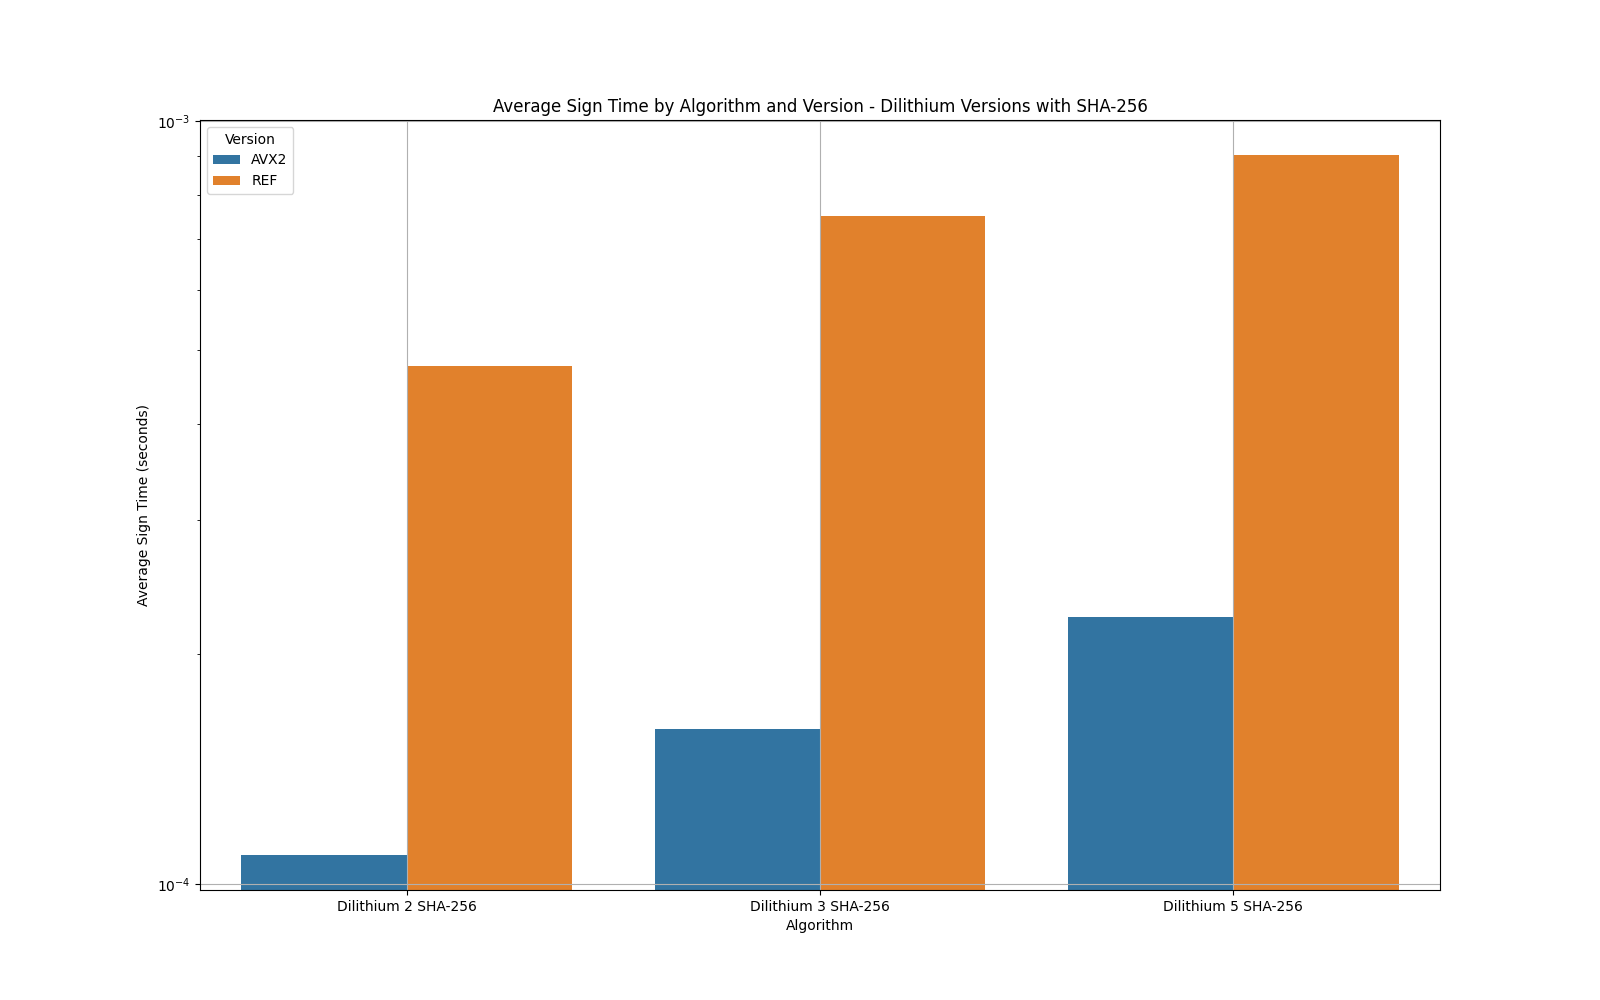 Average Sign Time by Algorithm and Version - Dilithium Versions with SHA-256
10⁻³
Version
AVX2
REF
Average Sign Time (seconds)
10⁻⁴
Dilithium 2 SHA-256
Dilithium 3 SHA-256
Dilithium 5 SHA-256
Algorithm